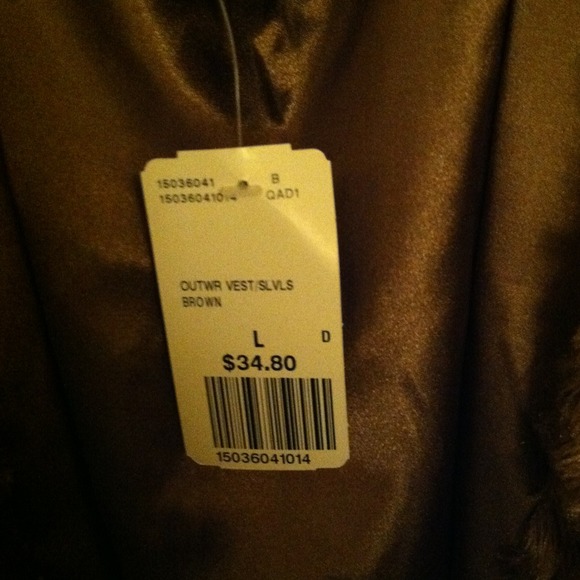 15036041 B
15036041014 QAD1
OUTWR VEST/SLVLS
BROWN
L D
$34.80
15036041014